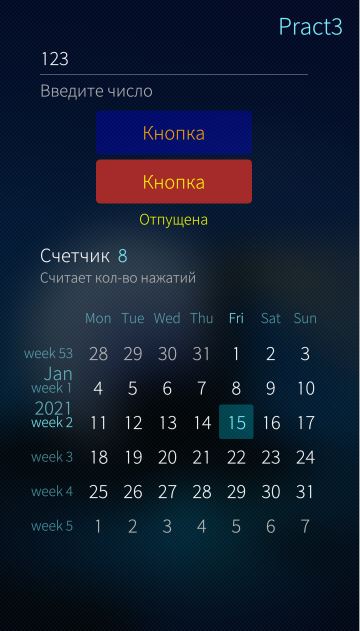 Pract3
123
Введите число
Кнопка
Кнопка
Отпущена
Счетчик 8
Считает кол-во нажатий
Mon Tue Wed Thu Fri Sat Sun
week 53 28 29 30 31 1 2 3
Jan
week 1 4 5 6 7 8 9 10
2021
week 2 11 12 13 14 15 16 17
week 3 18 19 20 21 22 23 24
week 4 25 26 27 28 29 30 31
week 5 1 2 3 4 5 6 7